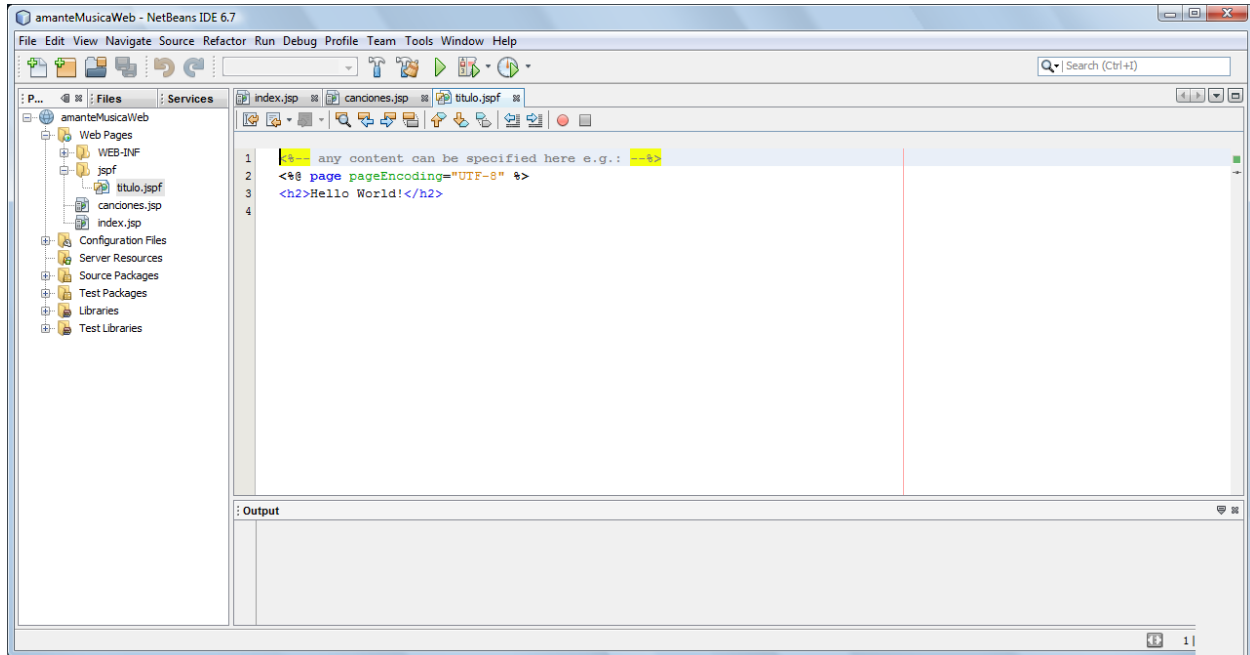 amanteMusicaWeb - NetBeans IDE 6.7
File Edit View Navigate Source Refactor Run Debug Profile Team Tools Window Help
Search (Ctrl+I)
P... Files Services
index.jsp canciones.jsp titulo.jspf
amanteMusicaWeb
Web Pages
WEB-INF
jspf
titulo.jspf
canciones.jsp
index.jsp
Configuration Files
Server Resources
Source Packages
Test Packages
Libraries
Test Libraries
1 <%-- any content can be specified here e.g.: --%>
2 <%@ page pageEncoding="UTF-8" %>
3 <h2>Hello World!</h2>
4
Output
1|